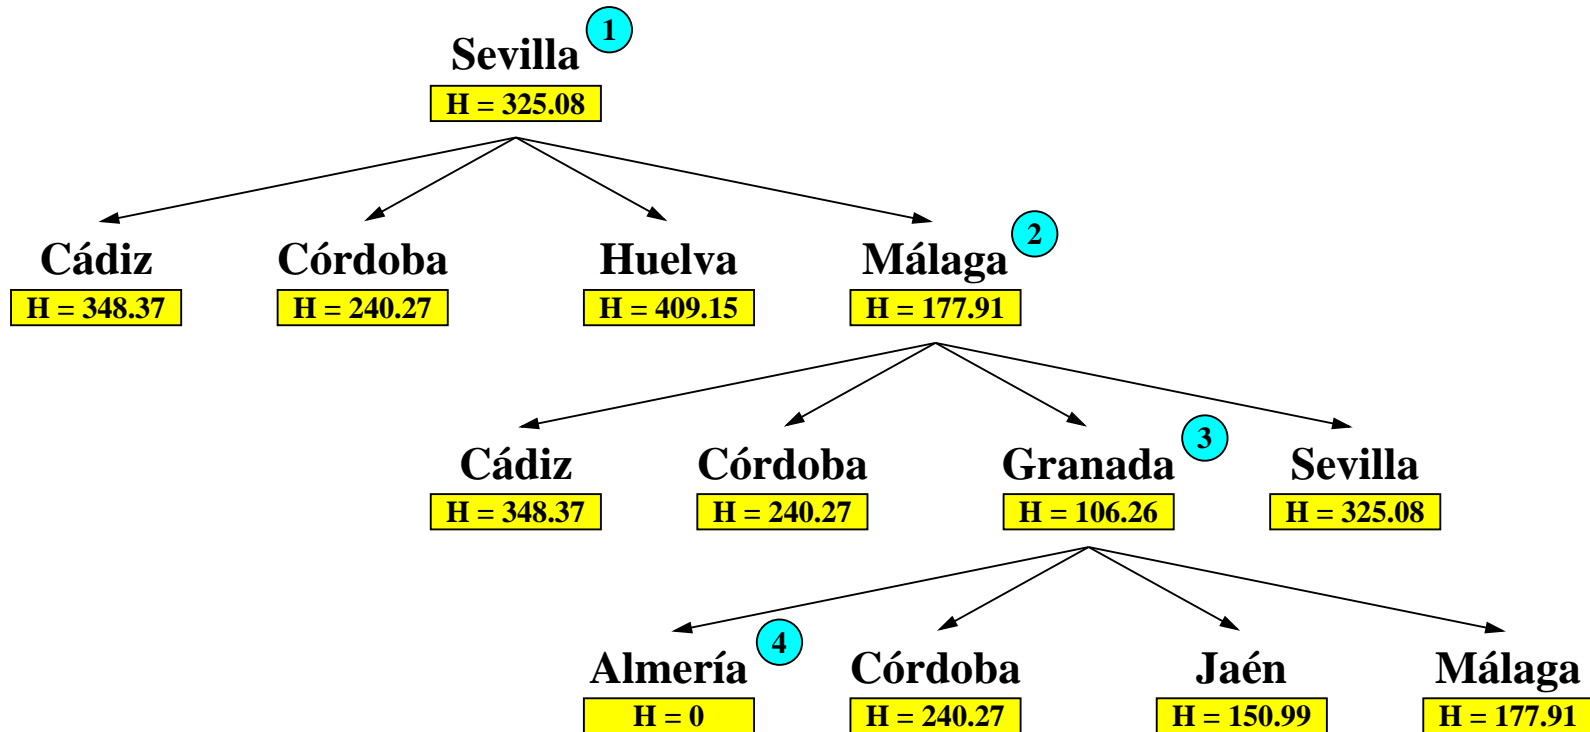 1
Sevilla
H = 325.08
2
Cádiz Córdoba Huelva Málaga
H = 348.37 H = 240.27 H = 409.15 H = 177.91
3
Cádiz Córdoba Granada Sevilla
H = 348.37 H = 240.27 H = 106.26 H = 325.08
4
Almería Córdoba Jaén Málaga
H = 0 H = 240.27 H = 150.99 H = 177.91